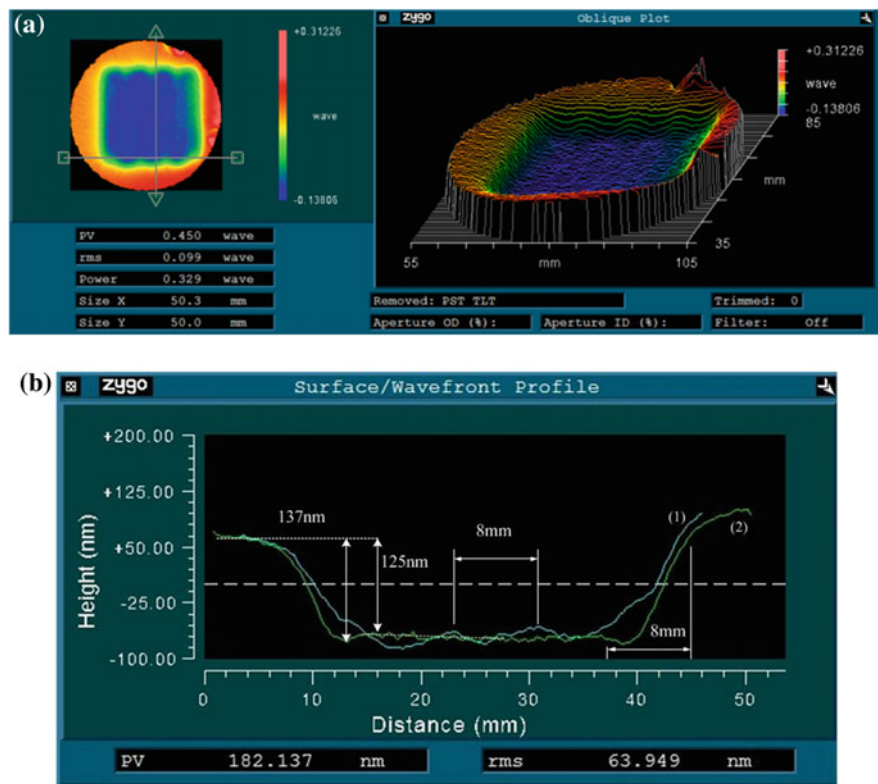 (a)
zygo Oblique Plot
+0.31226
wave
-0.13806
+0.31226
wave
-0.13806
85
mm
35
55 mm 105
PV 0.450 wave
rms 0.099 wave
Power 0.329 wave
Size X 50.3 mm
Size Y 50.0 mm
Removed: PST TLT
Trimmed: 0
Aperture OD (%):
Aperture ID (%):
Filter: Off
(b)
zygo Surface/Wavefront Profile
+200.00
+125.00
+50.00
-25.00
-100.00
Height (nm)
137nm
125nm
8mm
(1)
(2)
8mm
0 10 20 30 40 50
Distance (mm)
PV 182.137 nm
rms 63.949 nm